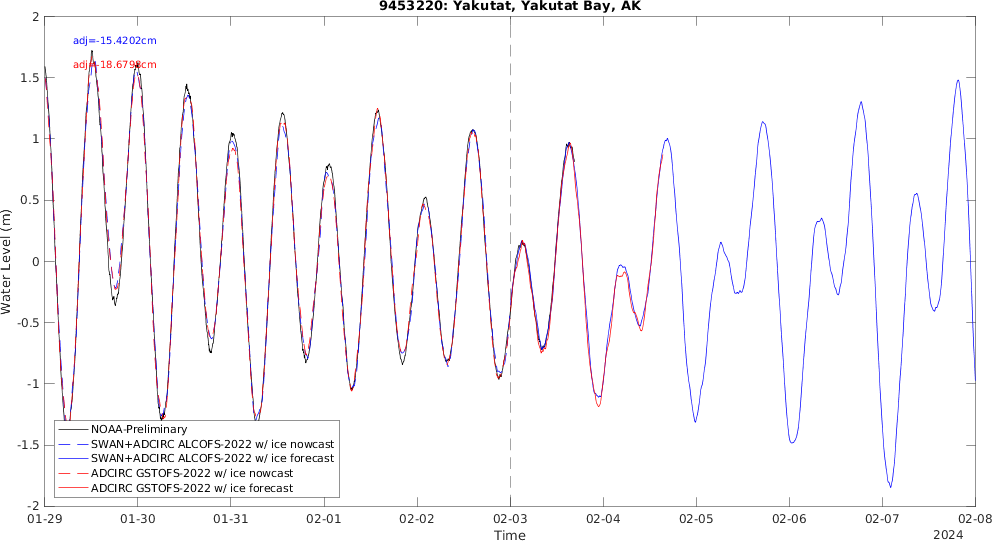 9453220: Yakutat, Yakutat Bay, AK
adj=-15.4202cm
adj=-18.6798cm
Water Level (m)
2
1.5
1
0.5
0
-0.5
-1
-1.5
-2
NOAA-Preliminary
SWAN+ADCIRC ALCOFS-2022 w/ ice nowcast
SWAN+ADCIRC ALCOFS-2022 w/ ice forecast
ADCIRC GSTOFS-2022 w/ ice nowcast
ADCIRC GSTOFS-2022 w/ ice forecast
01-29 01-30 01-31 02-01 02-02 02-03 02-04 02-05 02-06 02-07 02-08
Time
2024